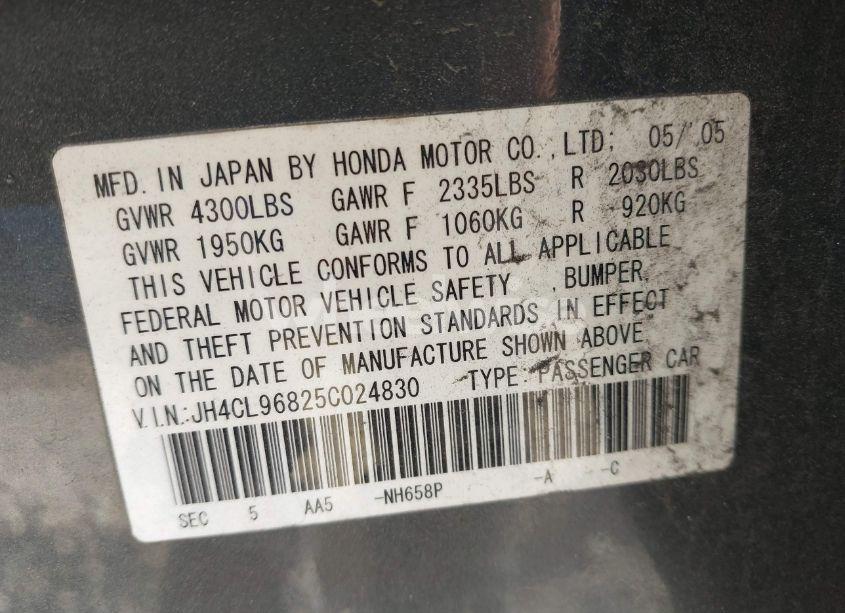 MFD. IN JAPAN BY HONDA MOTOR CO.,LTD; 05/ 05
GVWR 4300LBS GAWR F 2335LBS R 2030LBS
GVWR 1950KG GAWR F 1060KG R 920KG
THIS VEHICLE CONFORMS TO ALL APPLICABLE
FEDERAL MOTOR VEHICLE SAFETY ,BUMPER,
AND THEFT PREVENTION STANDARDS IN EFFECT
ON THE DATE OF MANUFACTURE SHOWN ABOVE
V.I.N.:JH4CL96825C024830 TYPE: PASSENGER CAR
SEC 5 AA5 -NH658P -A -C